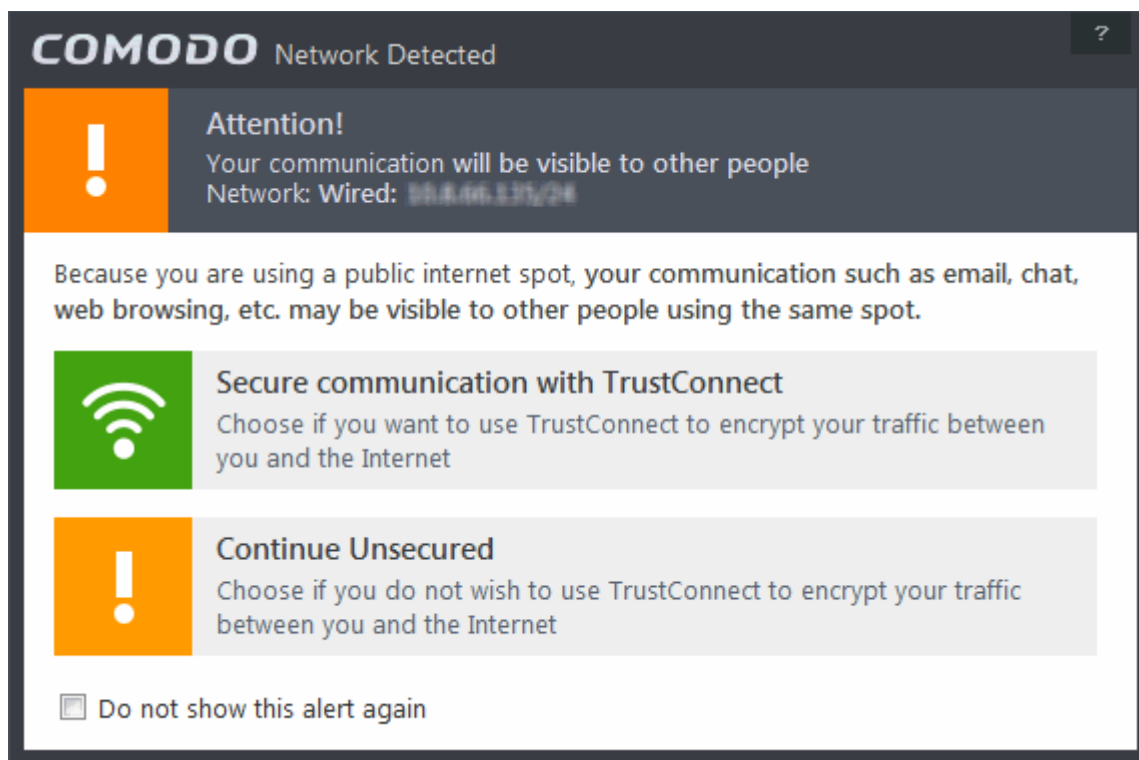 COMODO Network Detected
?
Attention!
Your communication will be visible to other people
Network: Wired:
Because you are using a public internet spot, your communication such as email, chat,
web browsing, etc. may be visible to other people using the same spot.
Secure communication with TrustConnect
Choose if you want to use TrustConnect to encrypt your traffic between
you and the Internet
Continue Unsecured
Choose if you do not wish to use TrustConnect to encrypt your traffic
between you and the Internet
Do not show this alert again